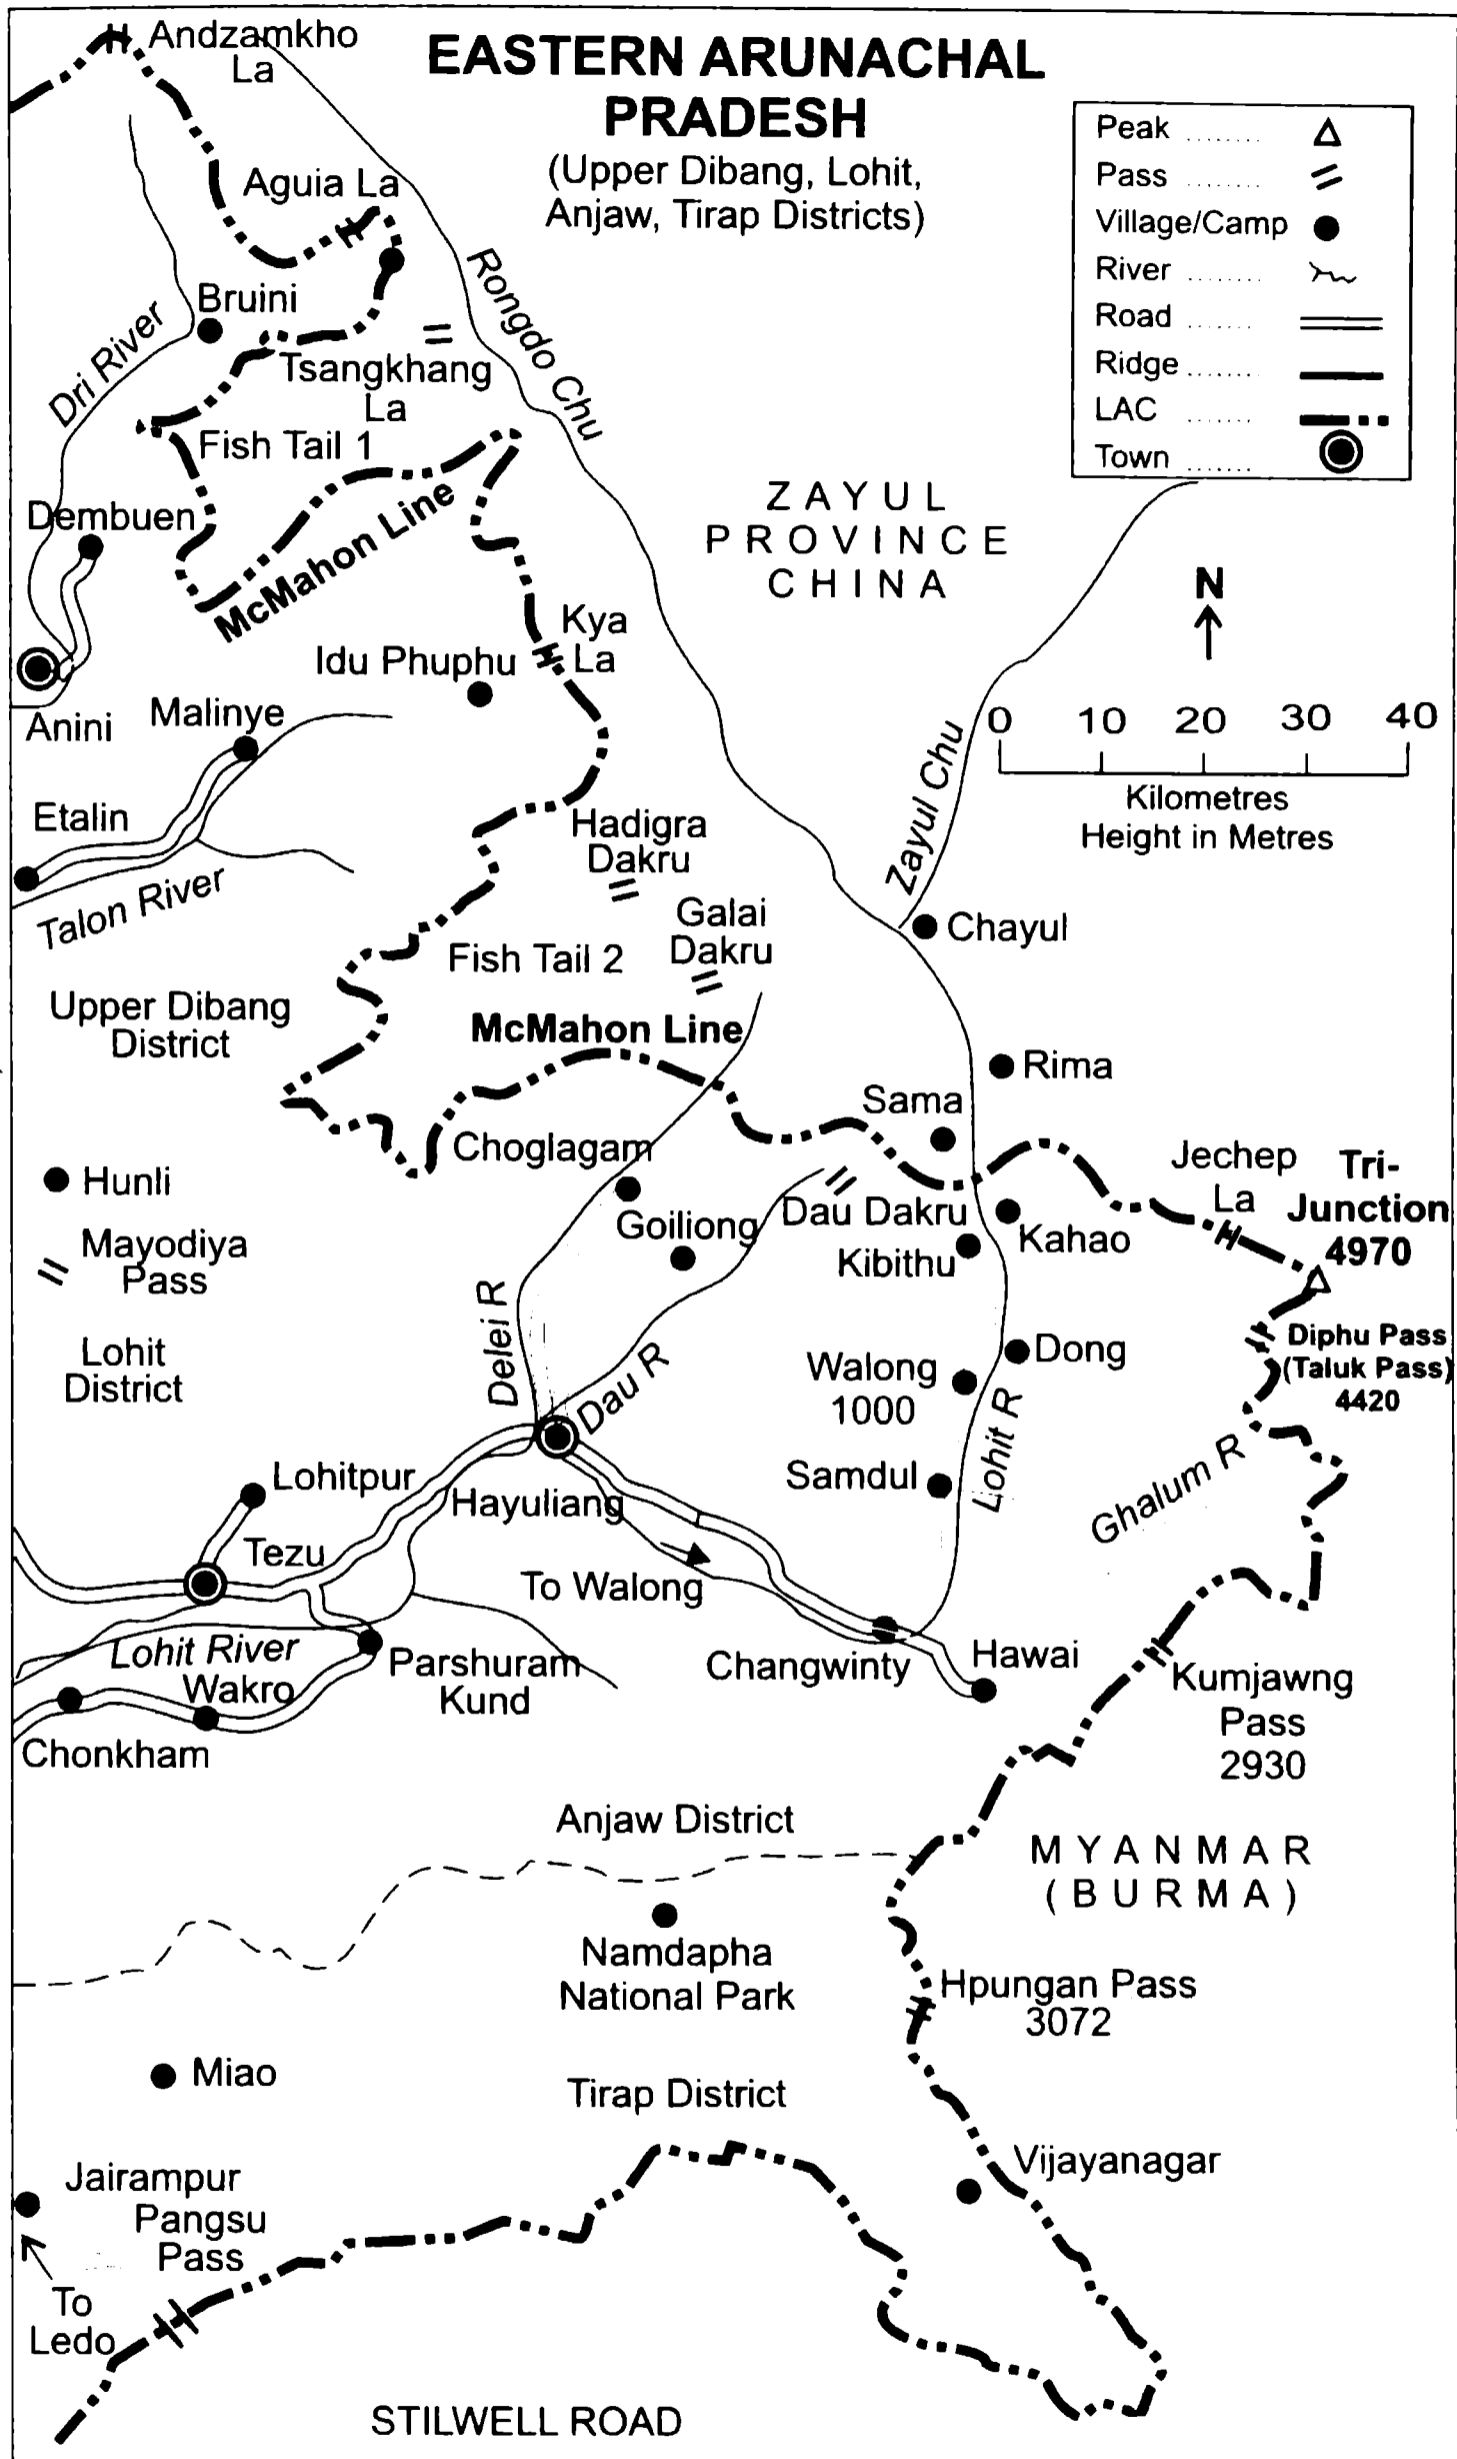 Andzamkho
La
EASTERN ARUNACHAL
PRADESH
(Upper Dibang, Lohit,
Anjaw, Tirap Districts)
Peak ........
Pass ........
Village/Camp
River ........
Road .......
Ridge .......
LAC .......
Town .......
Aguia La
Bruini
Dri River
Rongdo Chu
Tsangkhang
La
Fish Tail 1
McMahon Line
Dembuen
ZAYUL
PROVINCE
CHINA
N
Kya
La
Idu Phuphu
Anini
Malinye
0 10 20 30 40
Kilometres
Height in Metres
Zayul Chu
Etalin
Talon River
Hadigra
Dakru
Galai
Dakru
Chayul
Fish Tail 2
Upper Dibang
District
McMahon Line
Rima
Sama
Choglagam
Jechep
La
Tri-
Junction
4970
Hunli
Goiliong
Dau Dakru
Kahao
Kibithu
Mayodiya
Pass
Delei R
Diphu Pass
(Taluk Pass)
4420
Lohit
District
Dau R
Dong
Walong
1000
Lohit R
Ghalum R
Lohitpur
Samdul
Hayuliang
Tezu
To Walong
Lohit River
Wakro
Parshuram
Kund
Changwinty
Hawai
Kumjawng
Pass
2930
Chonkham
Anjaw District
MYANMAR
(BURMA)
Namdapha
National Park
Hpungan Pass
3072
Miao
Tirap District
Vijayanagar
Jairampur
Pangsu
Pass
To
Ledo
STILWELL ROAD